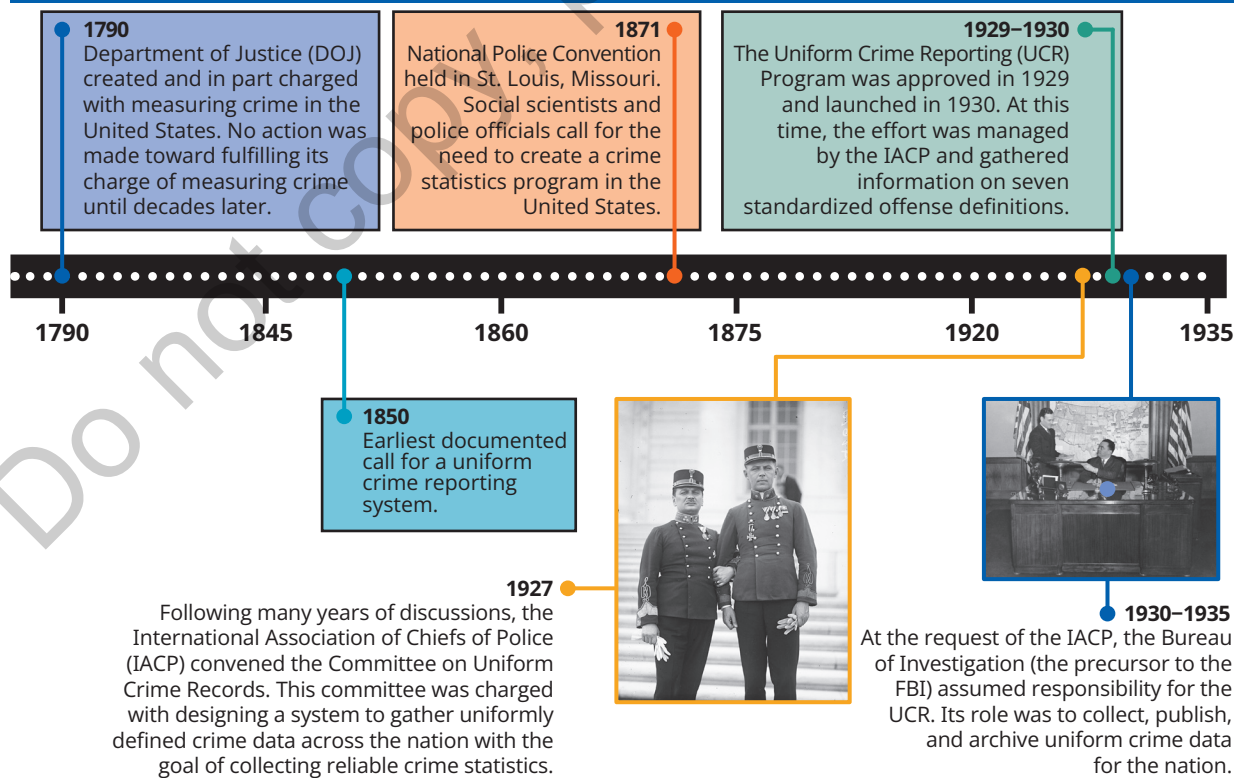 1790
Department of Justice (DOJ)
created and in part charged
with measuring crime in the
United States. No action was
made toward fulfilling its
charge of measuring crime
until decades later.
1871
National Police Convention
held in St. Louis, Missouri.
Social scientists and
police officials call for the
need to create a crime
statistics program in the
United States.
1929–1930
The Uniform Crime Reporting (UCR)
Program was approved in 1929
and launched in 1930. At this
time, the effort was managed
by the IACP and gathered
information on seven
standardized offense definitions.
1790 1845 1860 1875 1920 1935
1850
Earliest documented
call for a uniform
crime reporting
system.
1927
Following many years of discussions, the
International Association of Chiefs of Police
(IACP) convened the Committee on Uniform
Crime Records. This committee was charged
with designing a system to gather uniformly
defined crime data across the nation with the
goal of collecting reliable crime statistics.
1930–1935
At the request of the IACP, the Bureau
of Investigation (the precursor to the
FBI) assumed responsibility for the
UCR. Its role was to collect, publish,
and archive uniform crime data
for the nation.
Do not copy,